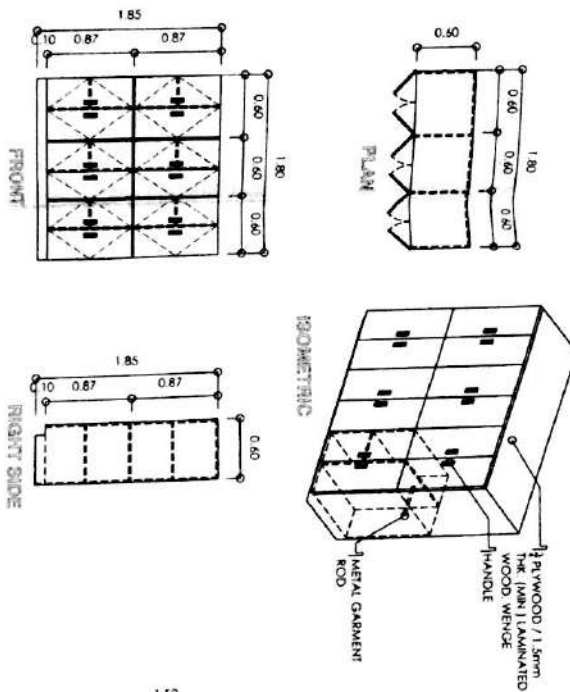 1.80
0.60 0.60 0.60
0.60
PLAN
PLYWOOD / 1.5mm
THK. (MIN.) LAMINATED
WOOD. WENGE
HANDLE
METAL GARMENT
ROD
ISOMETRIC
1.80
0.60 0.60 0.60
1.85
0.87
0.87
10
FRONT
0.60
1.85
0.87
0.87
10
RIGHT SIDE